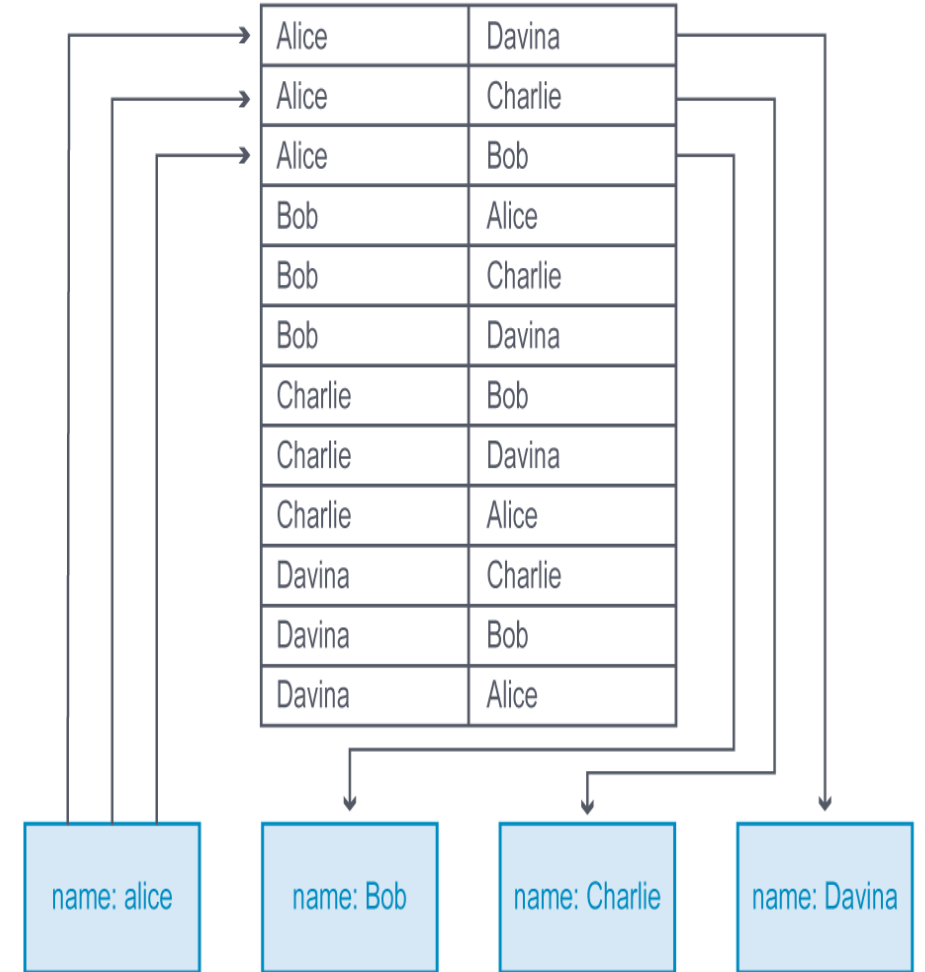 Alice Davina
Alice Charlie
Alice Bob
Bob Alice
Bob Charlie
Bob Davina
Charlie Bob
Charlie Davina
Charlie Alice
Davina Charlie
Davina Bob
Davina Alice
name: alice name: Bob name: Charlie name: Davina